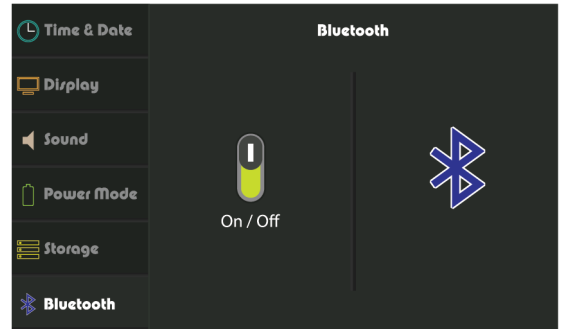 Time & Date
Display
Sound
Power Mode
Storage
Bluetooth
Bluetooth
On / Off